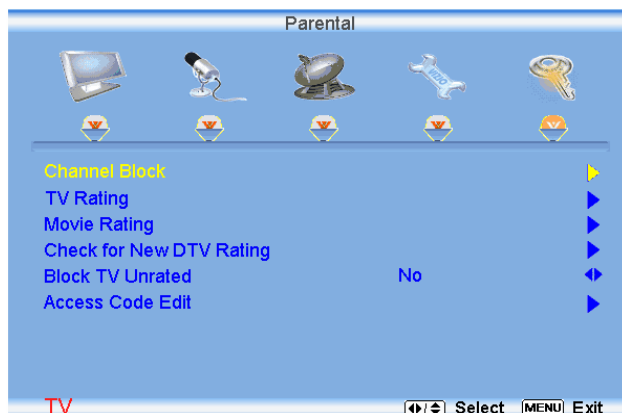 Parental
Channel Block
TV Rating
Movie Rating
Check for New DTV Rating
Block TV Unrated No
Access Code Edit
TV Select MENU Exit